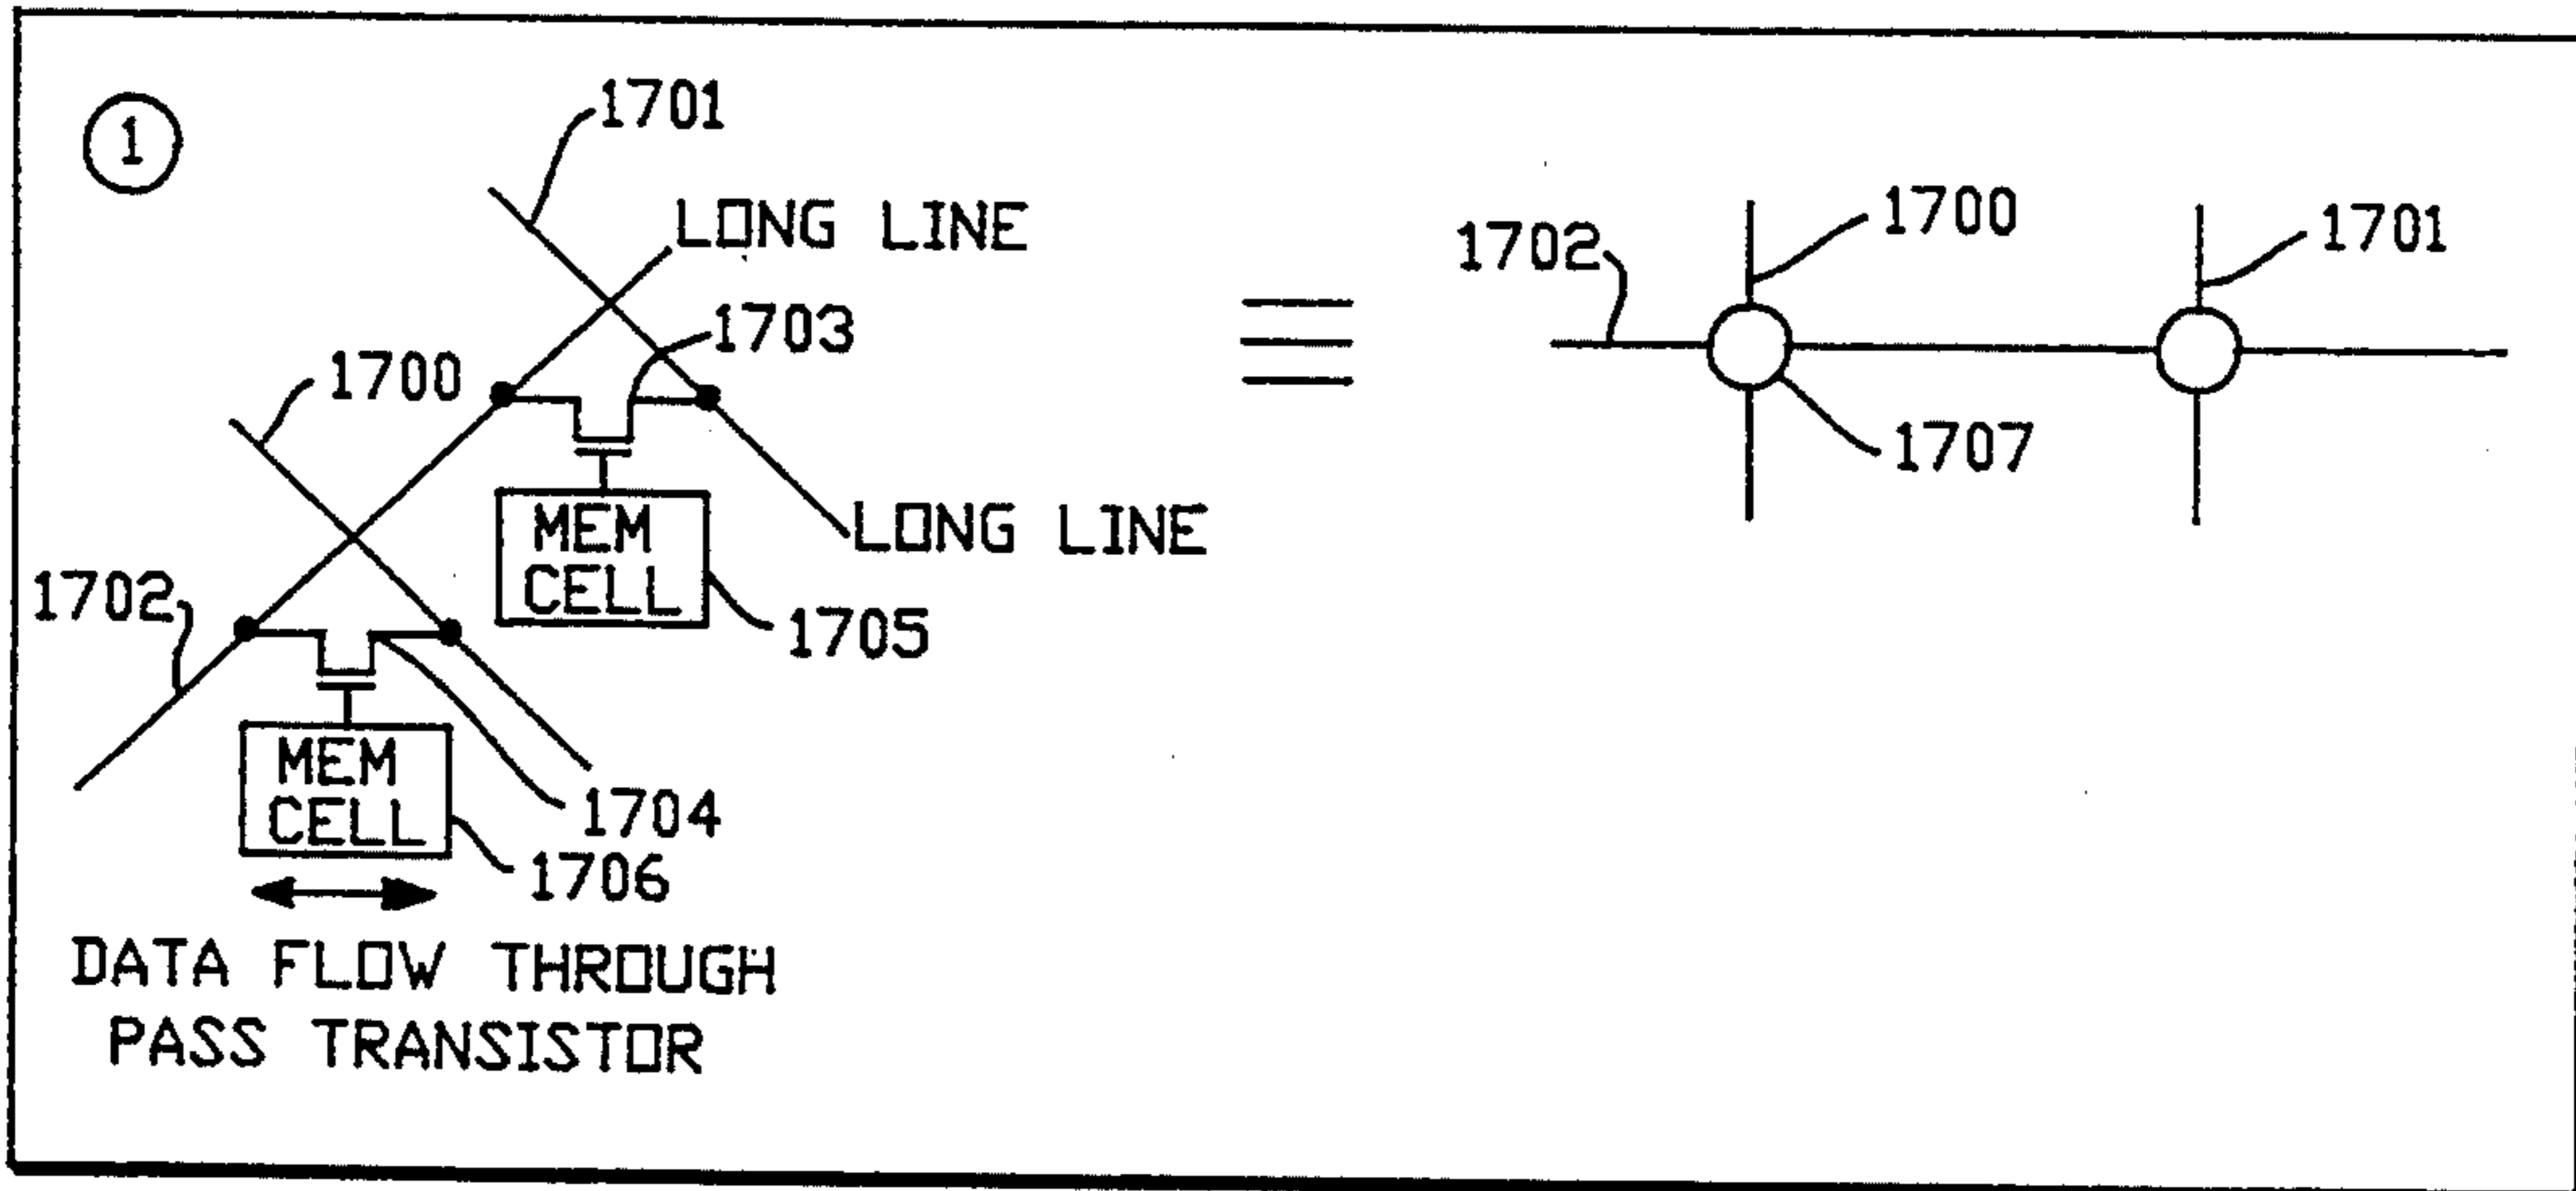 1
1701
LONG LINE
1703
1700
LONG LINE
MEM
CELL
1705
1702
MEM
CELL
1704
1706
DATA FLOW THROUGH
PASS TRANSISTOR
1702
1700
1701
1707